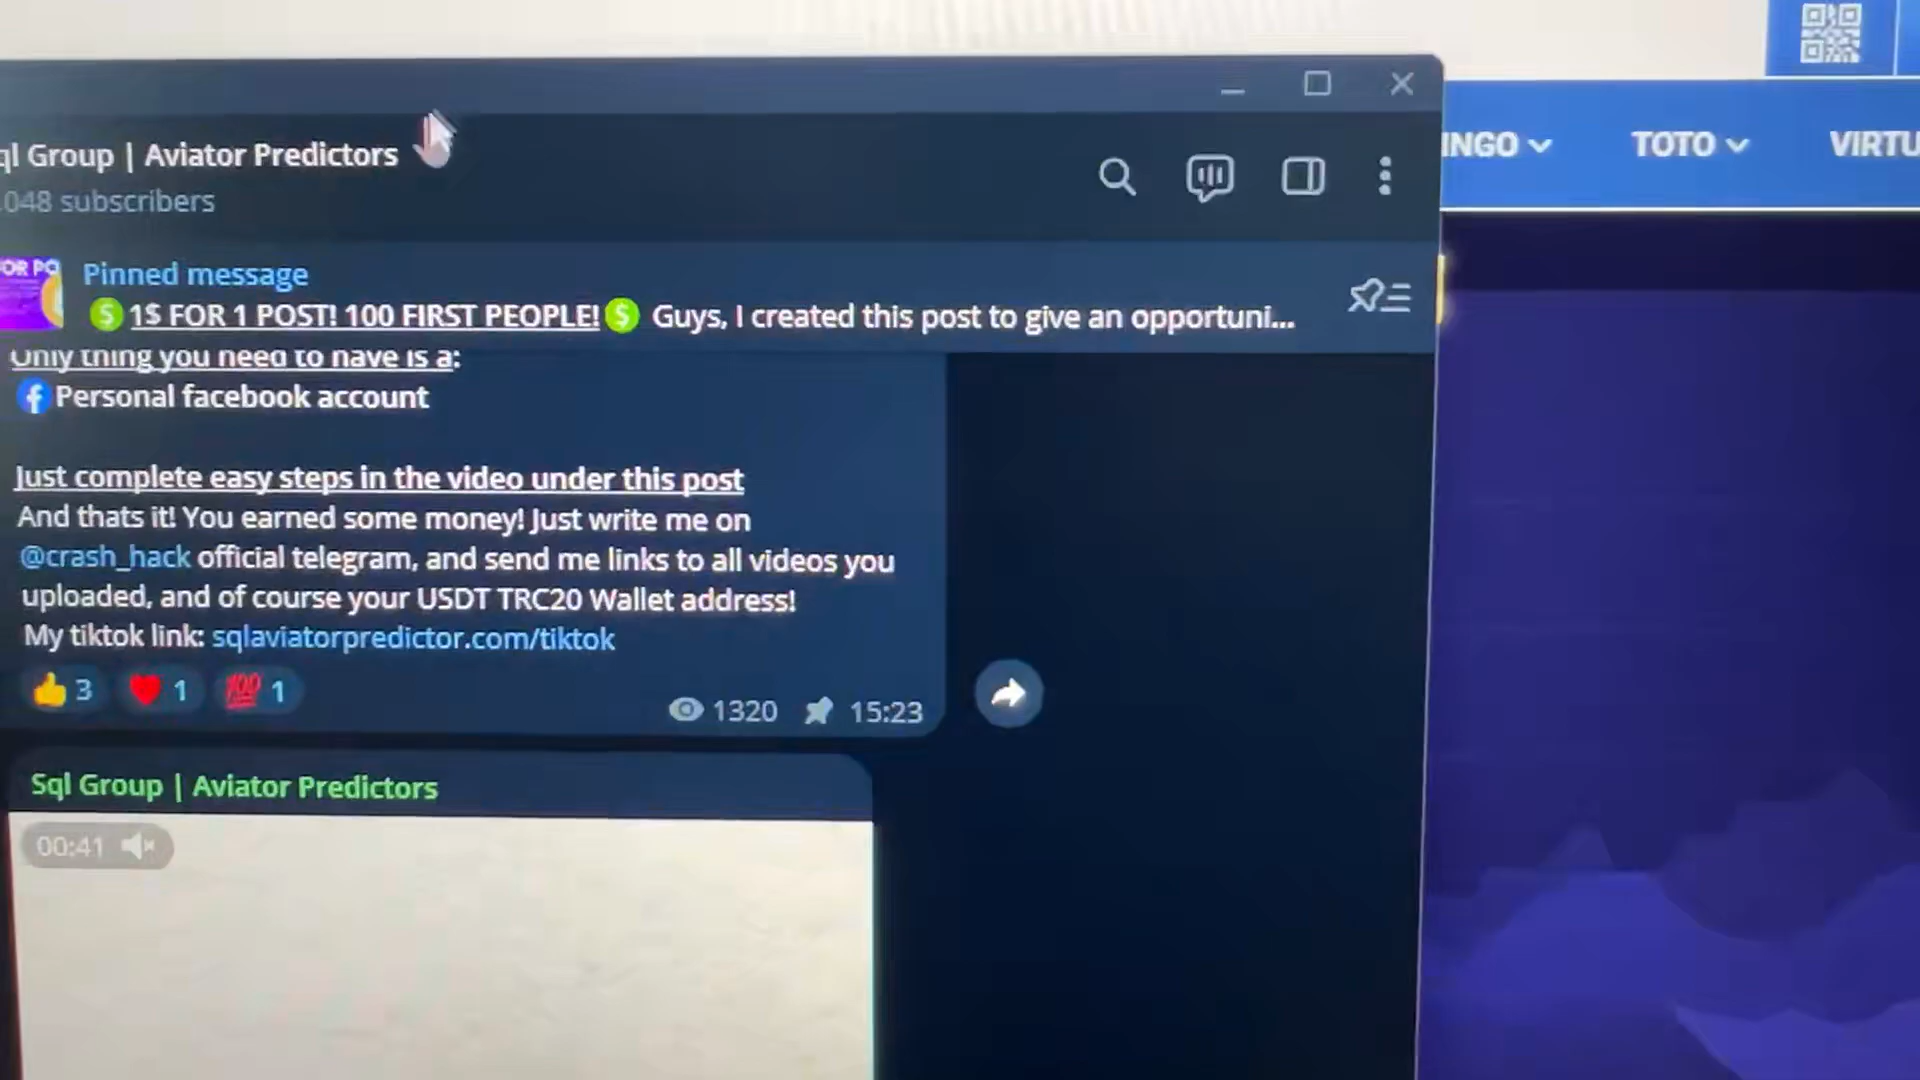 INGO
TOTO
VIRTU
ql Group | Aviator Predictors
048 subscribers
OR PO
Pinned message
1$ FOR 1 POST! 100 FIRST PEOPLE! Guys, I created this post to give an opportuni...
Only thing you need to have is a:
Personal facebook account
Just complete easy steps in the video under this post
And thats it! You earned some money! Just write me on
@crash_hack official telegram, and send me links to all videos you
uploaded, and of course your USDT TRC20 Wallet address!
My tiktok link: sqlaviatorpredictor.com/tiktok
👍 3 ❤️ 1 💯 1
1320 15:23
Sql Group | Aviator Predictors
00:41